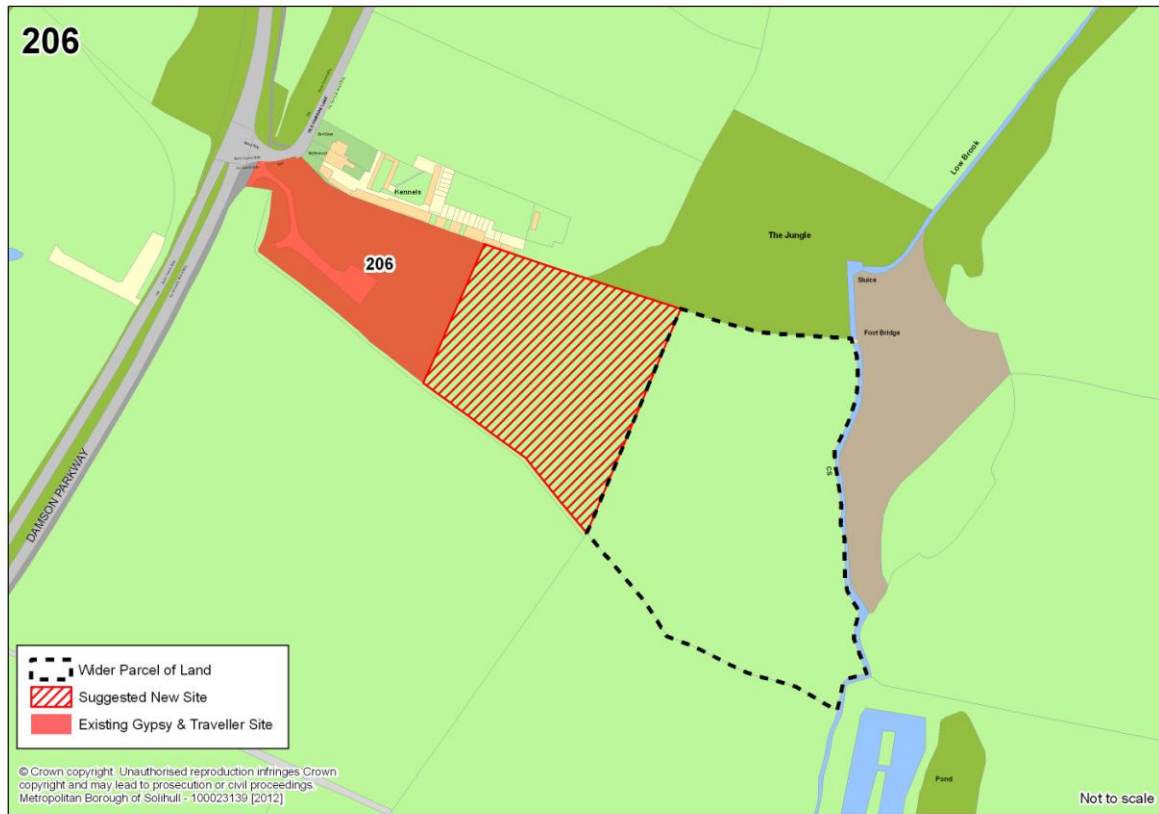 206
Kennels
206
The Jungle
Low Brook
Sluice
Foot Bridge
CS
DAMSON PARKWAY
Pond
Wider Parcel of Land
Suggested New Site
Existing Gypsy & Traveller Site
© Crown copyright. Unauthorised reproduction infringes Crown
copyright and may lead to prosecution or civil proceedings.
Metropolitan Borough of Solihull - 100023139 [2012]
Not to scale